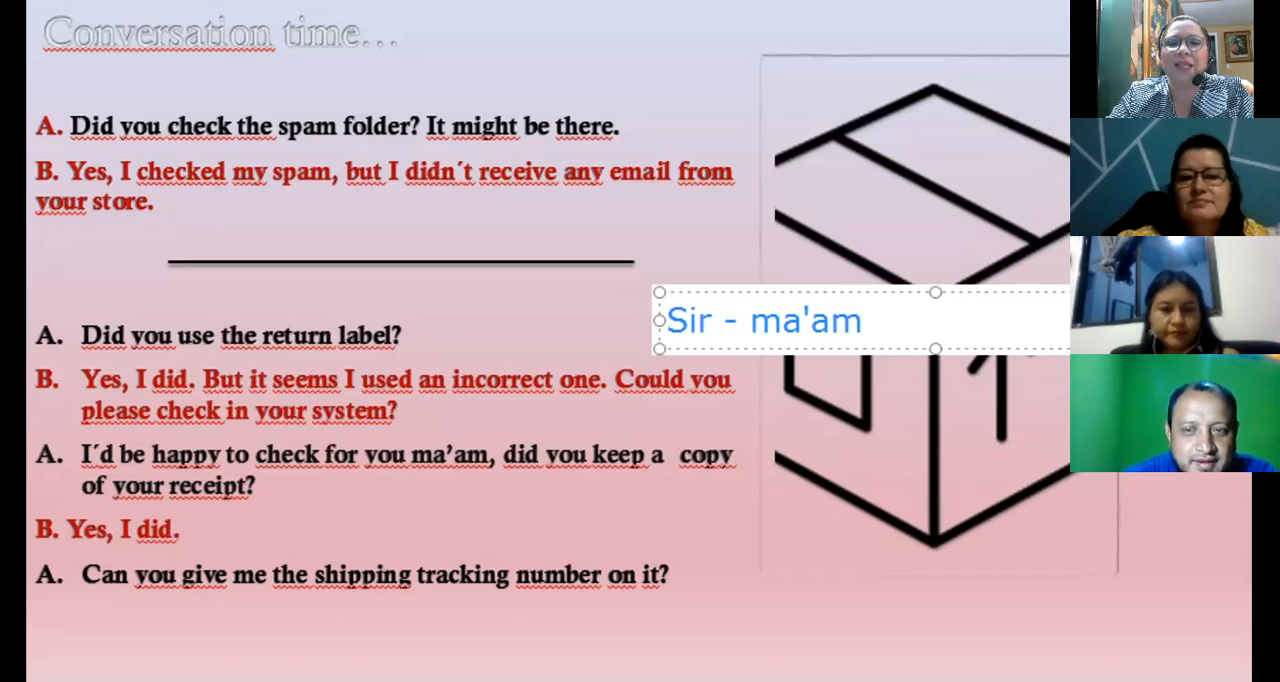 Conversation time...
A. Did you check the spam folder? It might be there.
B. Yes, I checked my spam, but I didn´t receive any email from
your store.
Sir - ma'am
A. Did you use the return label?
B. Yes, I did. But it seems I used an incorrect one. Could you
please check in your system?
A. I´d be happy to check for you ma’am, did you keep a copy
of your receipt?
B. Yes, I did.
A. Can you give me the shipping tracking number on it?